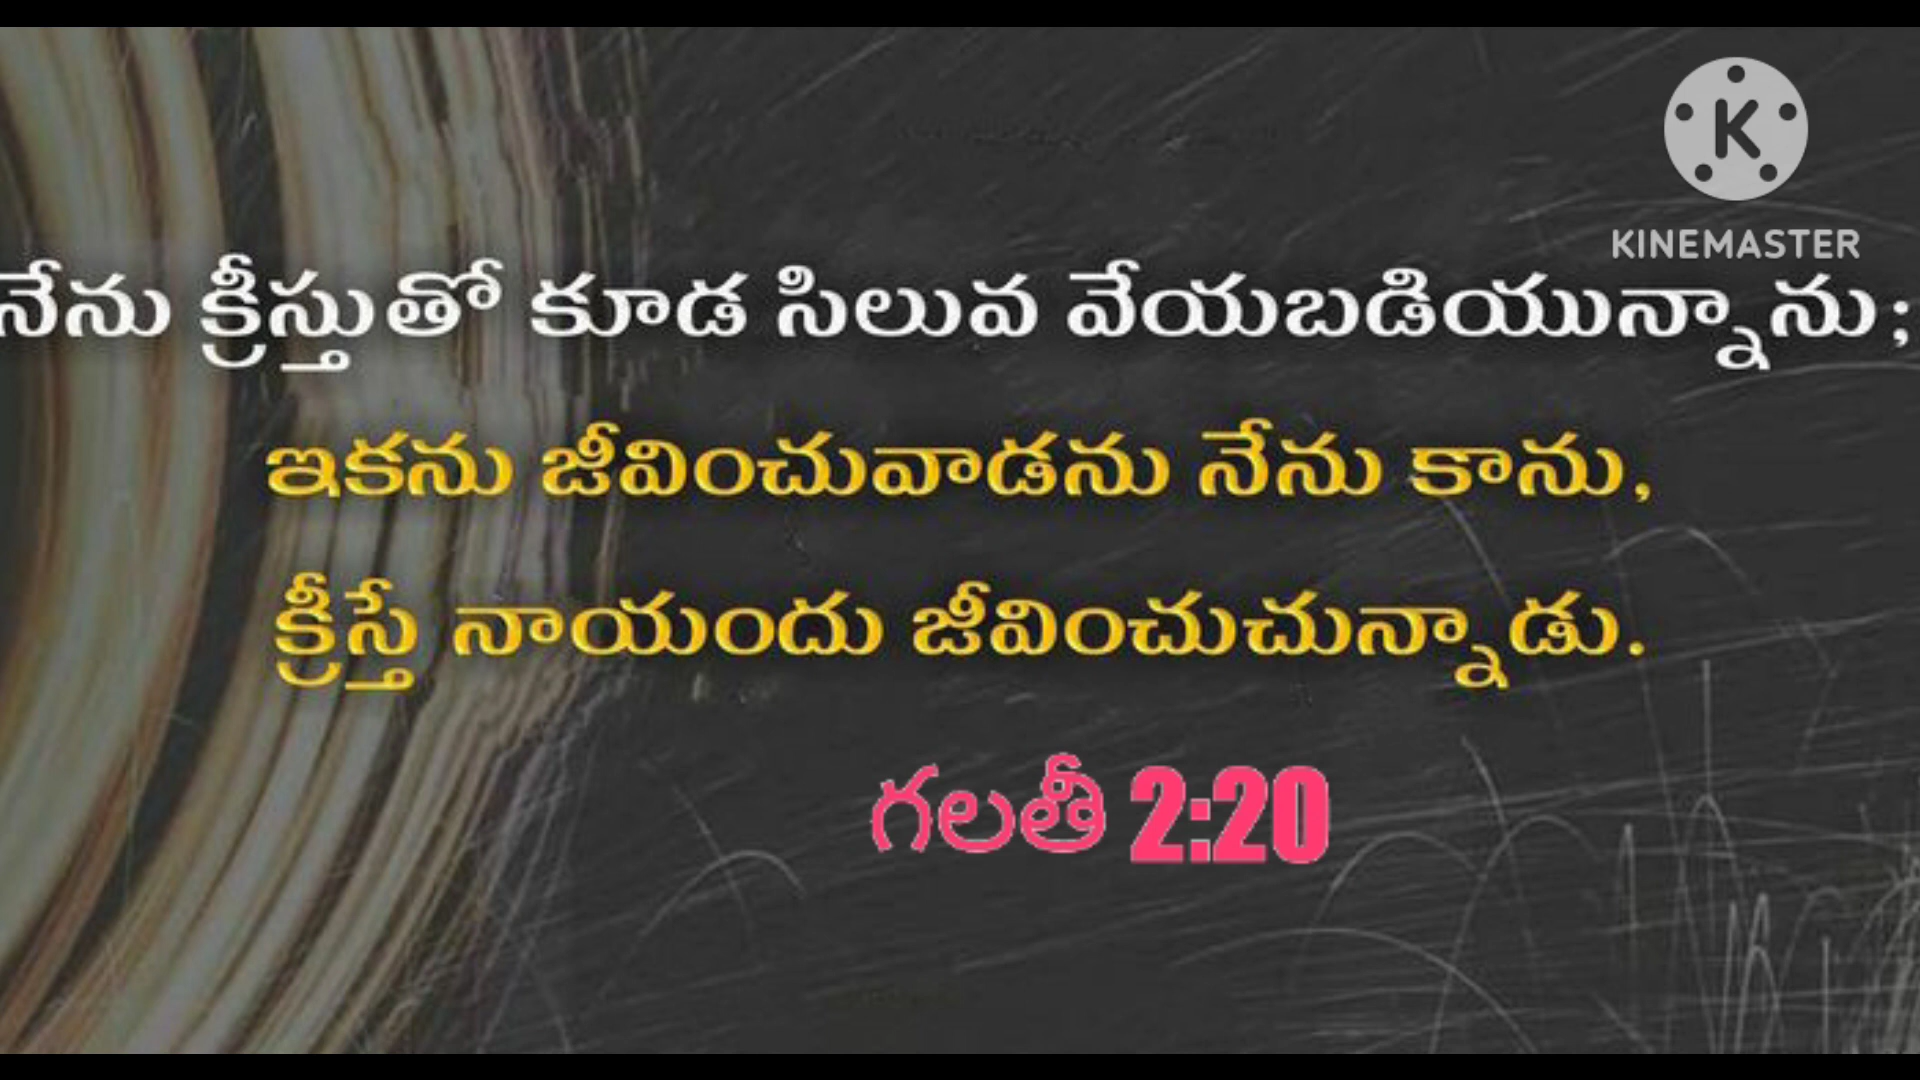 KINEMASTER
నేను క్రీస్తుతో కూడ సిలువ వేయబడియున్నాను;
ఇకను జీవించువాడను నేను కాను,
క్రీస్తే నాయందు జీవించుచున్నాడు.
గలతీ 2:20